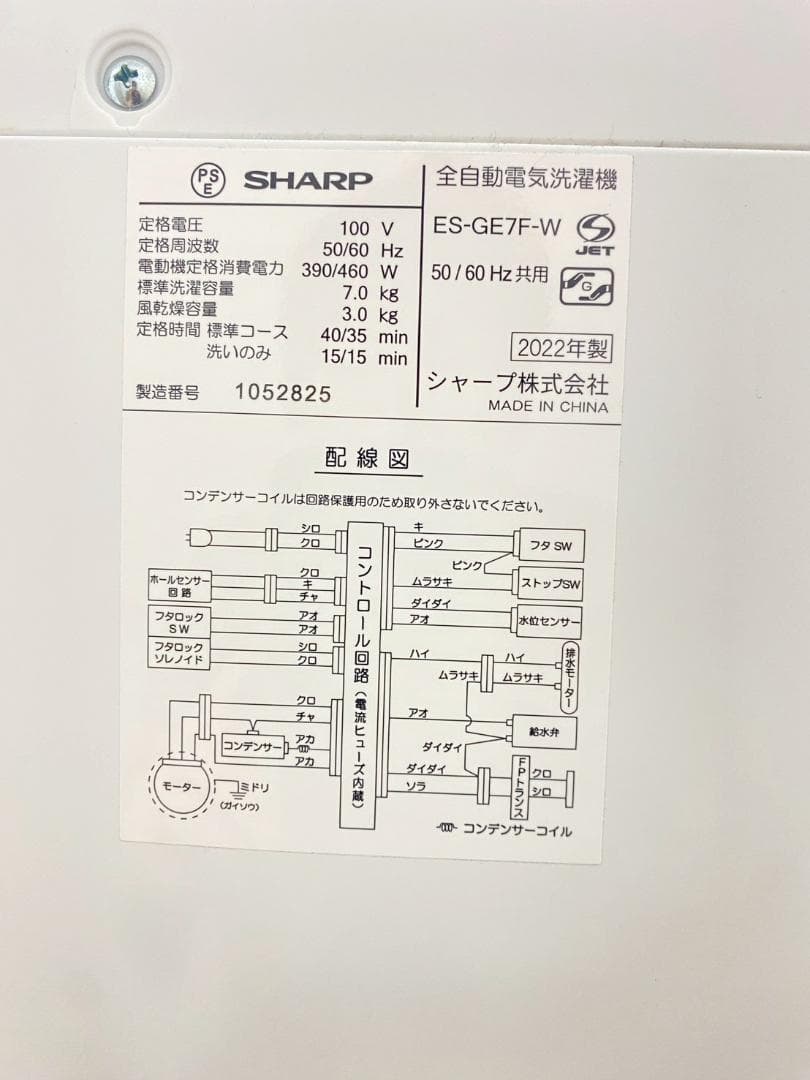 PS
E
SHARP
定格電圧 100 V
定格周波数 50/60 Hz
電動機定格消費電力 390/460 W
標準洗濯容量 7.0 kg
風乾燥容量 3.0 kg
定格時間 標準コース 40/35 min
洗いのみ 15/15 min
製造番号 1052825
全自動電気洗濯機
ES-GE7F-W
JET
50/60 Hz 共用
G
2022年製
シャープ株式会社
MADE IN CHINA
配線図
コンデンサーコイルは回路保護用のため取り外さないでください。
シロ
クロ
ホールセンサー
回路
クロ
キ
チャ
フタロック
SW
アオ
アオ
フタロック
ソレノイド
シロ
クロ
クロ
チャ
コンデンサー
アカ
アカ
モーター
ミドリ
(ガイソウ)
コントロール回路(電流ヒューズ内蔵)
キ
ピンク
フタ SW
ピンク
ムラサキ
ストップSW
ダイダイ
アオ
水位センサー
ハイ
ハイ
ムラサキ
ムラサキ
排水モーター
アオ
給水弁
ダイダイ
ダイダイ
ソラ
FPトランス
クロ
シロ
コンデンサーコイル